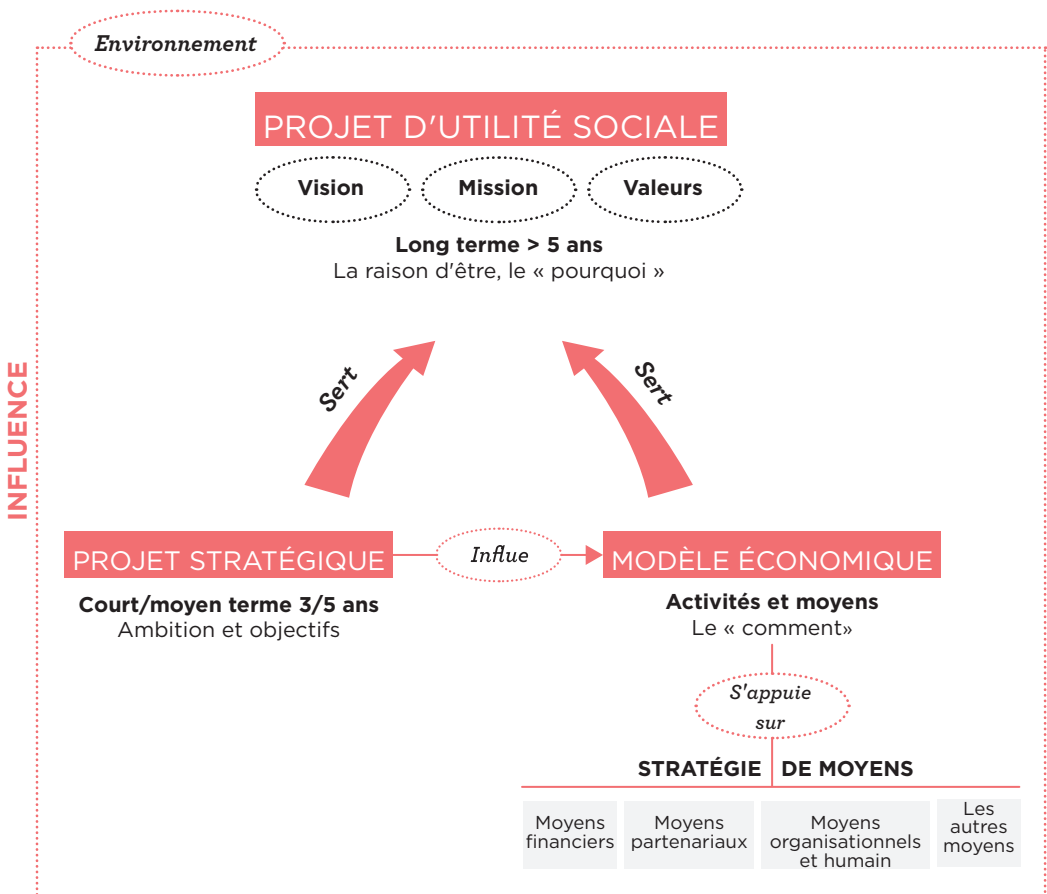 Environnement
PROJET D'UTILITÉ SOCIALE
Vision
Mission
Valeurs
Long terme > 5 ans
La raison d'être, le « pourquoi »
INFLUENCE
Sert
Sert
PROJET STRATÉGIQUE
Influe
MODÈLE ÉCONOMIQUE
Court/moyen terme 3/5 ans
Ambition et objectifs
Activités et moyens
Le « comment»
S'appuie
sur
STRATÉGIE DE MOYENS
Moyens
financiers
Moyens
partenariaux
Moyens
organisationnels
et humain
Les
autres
moyens